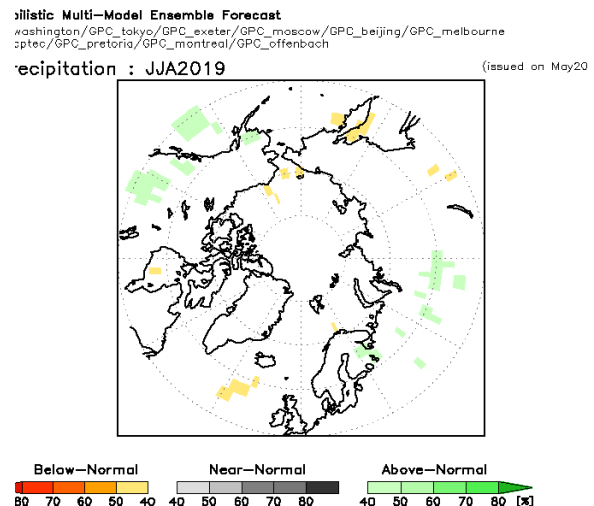 bilistic Multi-Model Ensemble Forecast
washington/GPC_tokyo/GPC_exeter/GPC_moscow/GPC_beijing/GPC_melbourne
cptec/GPC_pretoria/GPC_montreal/GPC_offenbach
recipitation : JJA2019
(issued on May20
Below-Normal Near-Normal Above-Normal
80 70 60 50 40 40 50 60 70 80 40 50 60 70 80 [%]